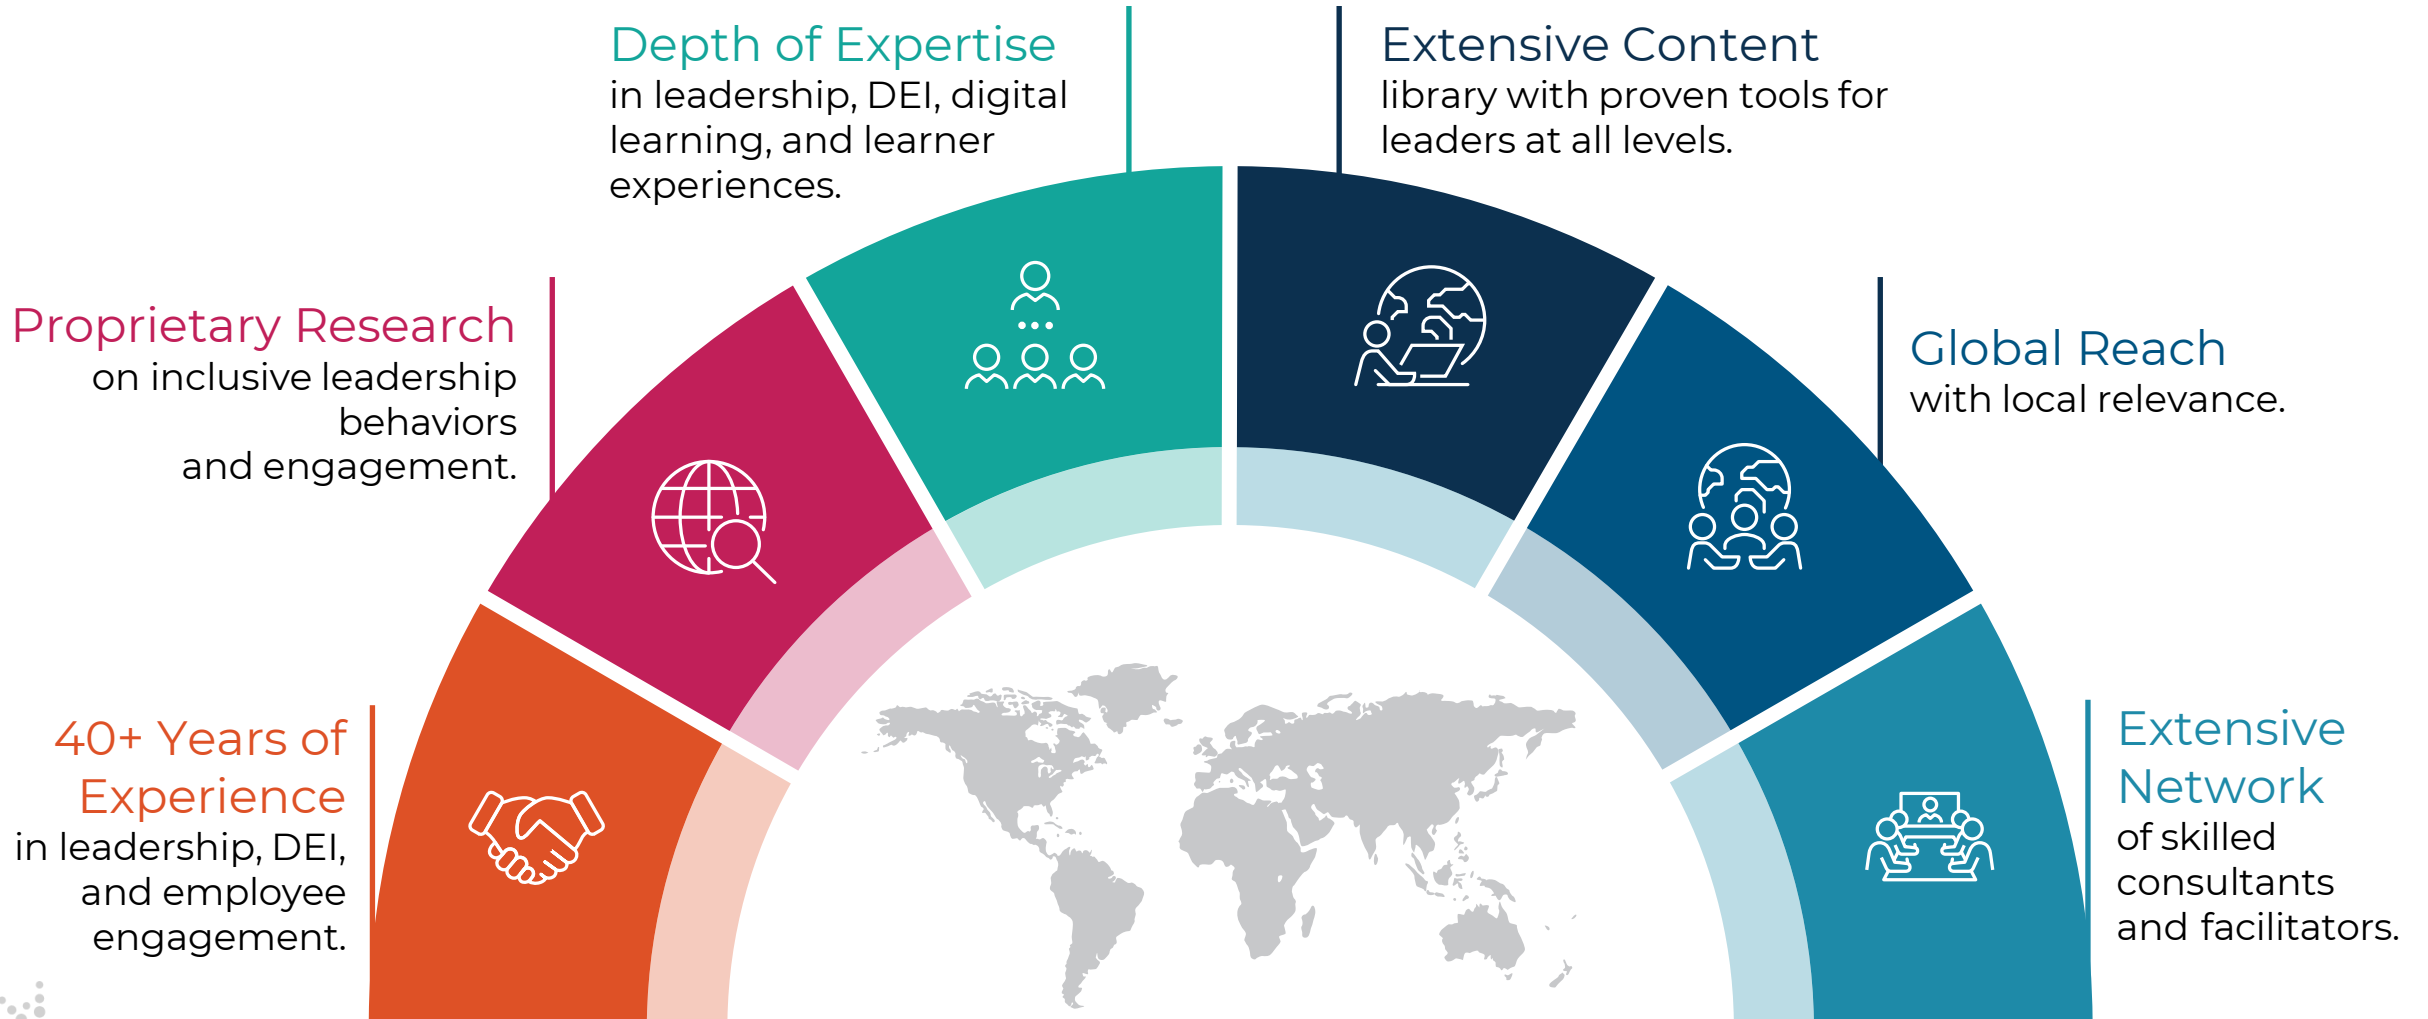 Depth of Expertise
in leadership, DEI, digital
learning, and learner
experiences.
Extensive Content
library with proven tools for
leaders at all levels.
Proprietary Research
on inclusive leadership
behaviors
and engagement.
Global Reach
with local relevance.
40+ Years of
Experience
in leadership, DEI,
and employee
engagement.
Extensive
Network
of skilled
consultants
and facilitators.